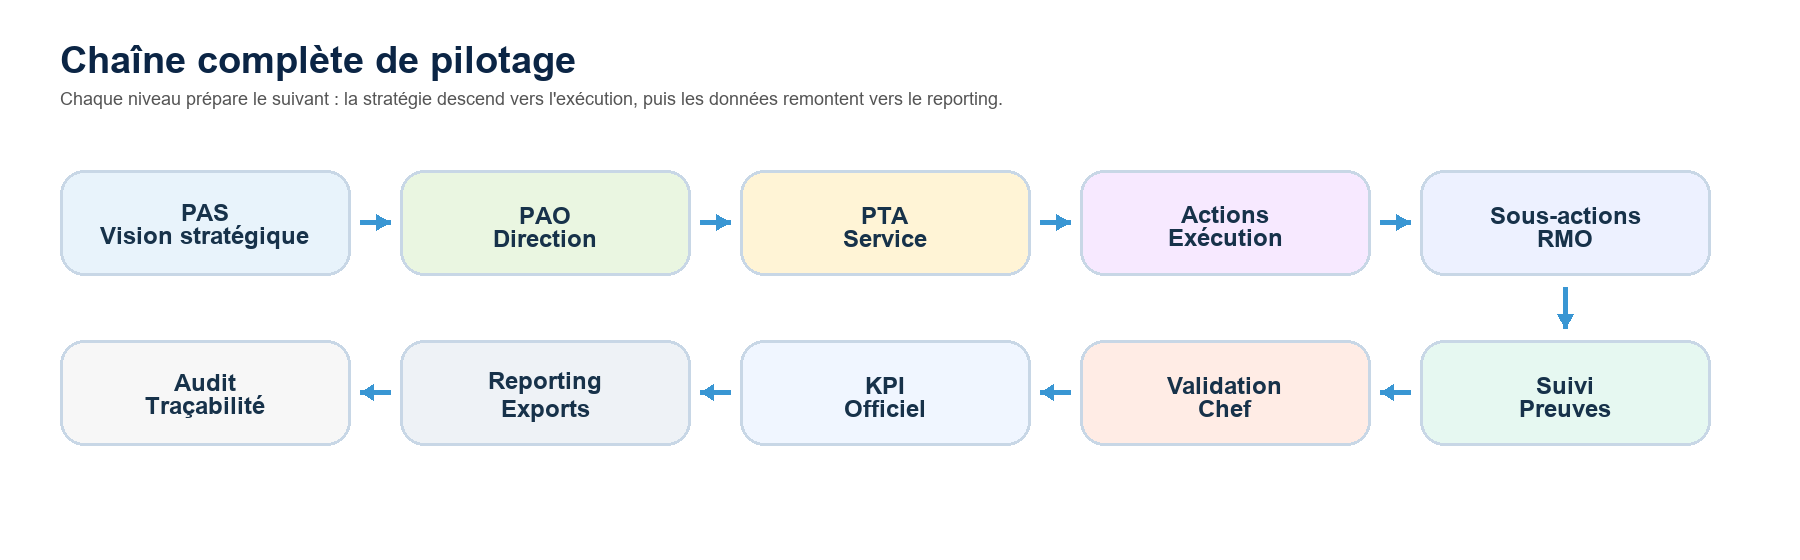 Chaîne complète de pilotage
Chaque niveau prépare le suivant : la stratégie descend vers l'exécution, puis les données remontent vers le reporting.
PAS
Vision stratégique
PAO
Direction
PTA
Service
Actions
Exécution
Sous-actions
RMO
Audit
Traçabilité
Reporting
Exports
KPI
Officiel
Validation
Chef
Suivi
Preuves